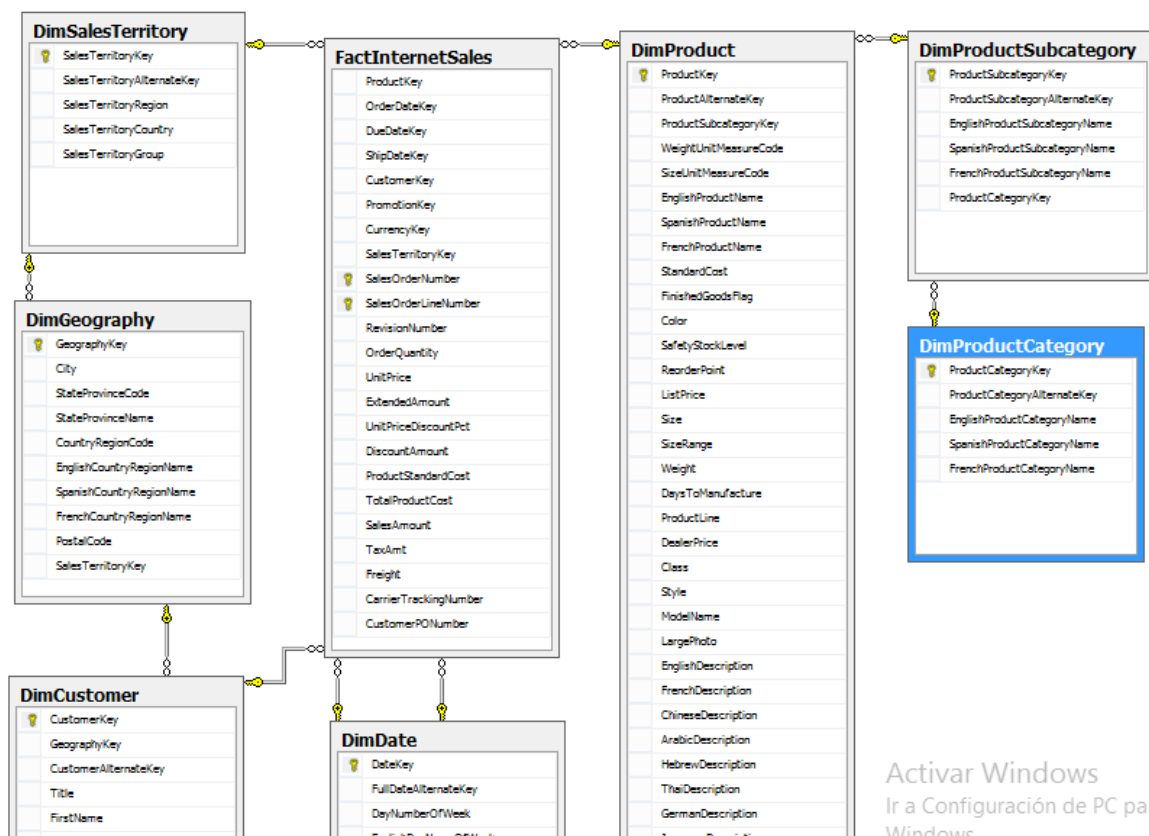 DimSalesTerritory
SalesTerritoryKey
SalesTerritoryAlternateKey
SalesTerritoryRegion
SalesTerritoryCountry
SalesTerritoryGroup
DimGeography
GeographyKey
City
StateProvinceCode
StateProvinceName
CountryRegionCode
EnglishCountryRegionName
SpanishCountryRegionName
FrenchCountryRegionName
PostalCode
SalesTerritoryKey
DimCustomer
CustomerKey
GeographyKey
CustomerAlternateKey
Title
FirstName
FactInternetSales
ProductKey
OrderDateKey
DueDateKey
ShipDateKey
CustomerKey
PromotionKey
CurrencyKey
SalesTerritoryKey
SalesOrderNumber
SalesOrderLineNumber
RevisionNumber
OrderQuantity
UnitPrice
ExtendedAmount
UnitPriceDiscountPct
DiscountAmount
ProductStandardCost
TotalProductCost
SalesAmount
TaxAmt
Freight
CarrierTrackingNumber
CustomerPONumber
DimDate
DateKey
FullDateAlternateKey
DayNumberOfWeek
DimProduct
ProductKey
ProductAlternateKey
ProductSubcategoryKey
WeightUnitMeasureCode
SizeUnitMeasureCode
EnglishProductName
SpanishProductName
FrenchProductName
StandardCost
FinishedGoodsFlag
Color
SafetyStockLevel
ReorderPoint
ListPrice
Size
SizeRange
Weight
DaysToManufacture
ProductLine
DealerPrice
Class
Style
ModelName
LargePhoto
EnglishDescription
FrenchDescription
ChineseDescription
ArabicDescription
HebrewDescription
ThaiDescription
GermanDescription
DimProductSubcategory
ProductSubcategoryKey
ProductSubcategoryAlternateKey
EnglishProductSubcategoryName
SpanishProductSubcategoryName
FrenchProductSubcategoryName
ProductCategoryKey
DimProductCategory
ProductCategoryKey
ProductCategoryAlternateKey
EnglishProductCategoryName
SpanishProductCategoryName
FrenchProductCategoryName
Activar Windows
Ir a Configuración de PC pa
Windows